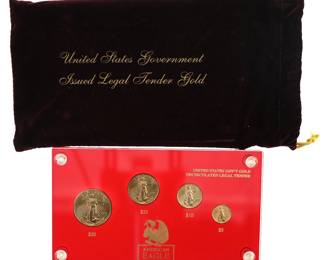 United States Government
Issued Legal Tender Gold
UNITED STATES GOV'T GOLD
UNCIRCULATED LEGAL TENDER
$25
$10
$5
$50
AMERICAN
EAGLE